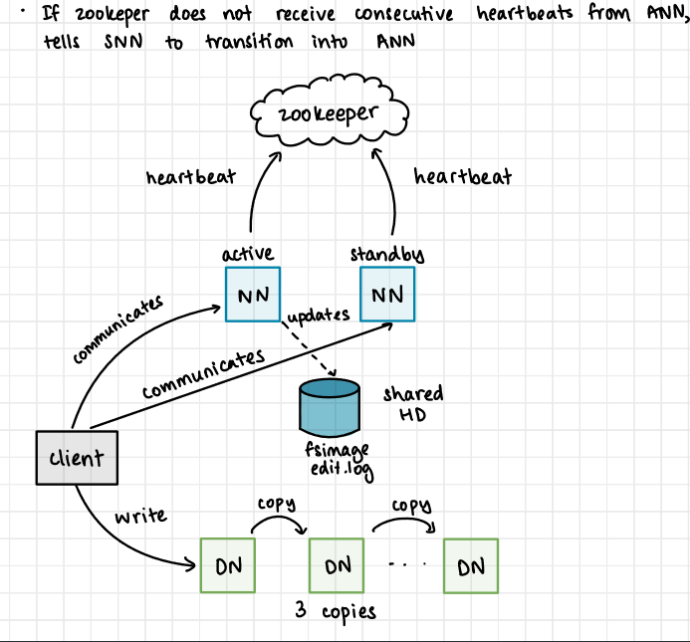 · If zookeeper does not receive consecutive heartbeats from ANN,
tells SNN to transition into ANN
zookeeper
heartbeat
heartbeat
active
standby
NN
NN
communicates
updates
communicates
shared
HD
fsimage
edit.log
client
write
copy
copy
DN
DN
...
DN
3 copies